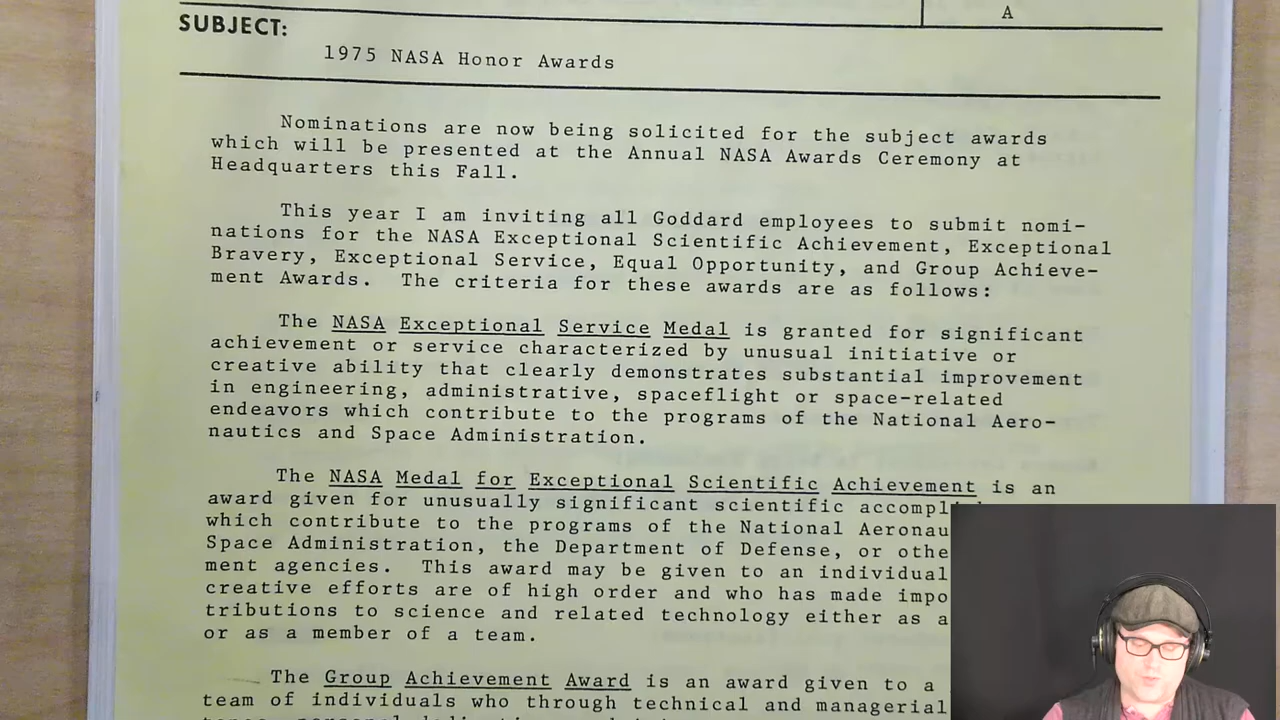 A
SUBJECT:
1975 NASA Honor Awards
Nominations are now being solicited for the subject awards
which will be presented at the Annual NASA Awards Ceremony at
Headquarters this Fall.
This year I am inviting all Goddard employees to submit nomi-
nations for the NASA Exceptional Scientific Achievement, Exceptional
Bravery, Exceptional Service, Equal Opportunity, and Group Achieve-
ment Awards. The criteria for these awards are as follows:
The NASA Exceptional Service Medal is granted for significant
achievement or service characterized by unusual initiative or
creative ability that clearly demonstrates substantial improvement
in engineering, administrative, spaceflight or space-related
endeavors which contribute to the programs of the National Aero-
nautics and Space Administration.
The NASA Medal for Exceptional Scientific Achievement is an
award given for unusually significant scientific
which contribute to the programs of the National
Space Administration, the Department of Defense, or
ment agencies. This award may be given to an individual
creative efforts are of high order and who has made
tributions to science and related technology either as a
or as a member of a team.
The Group Achievement Award is an award given to a
team of individuals who through technical and managerial